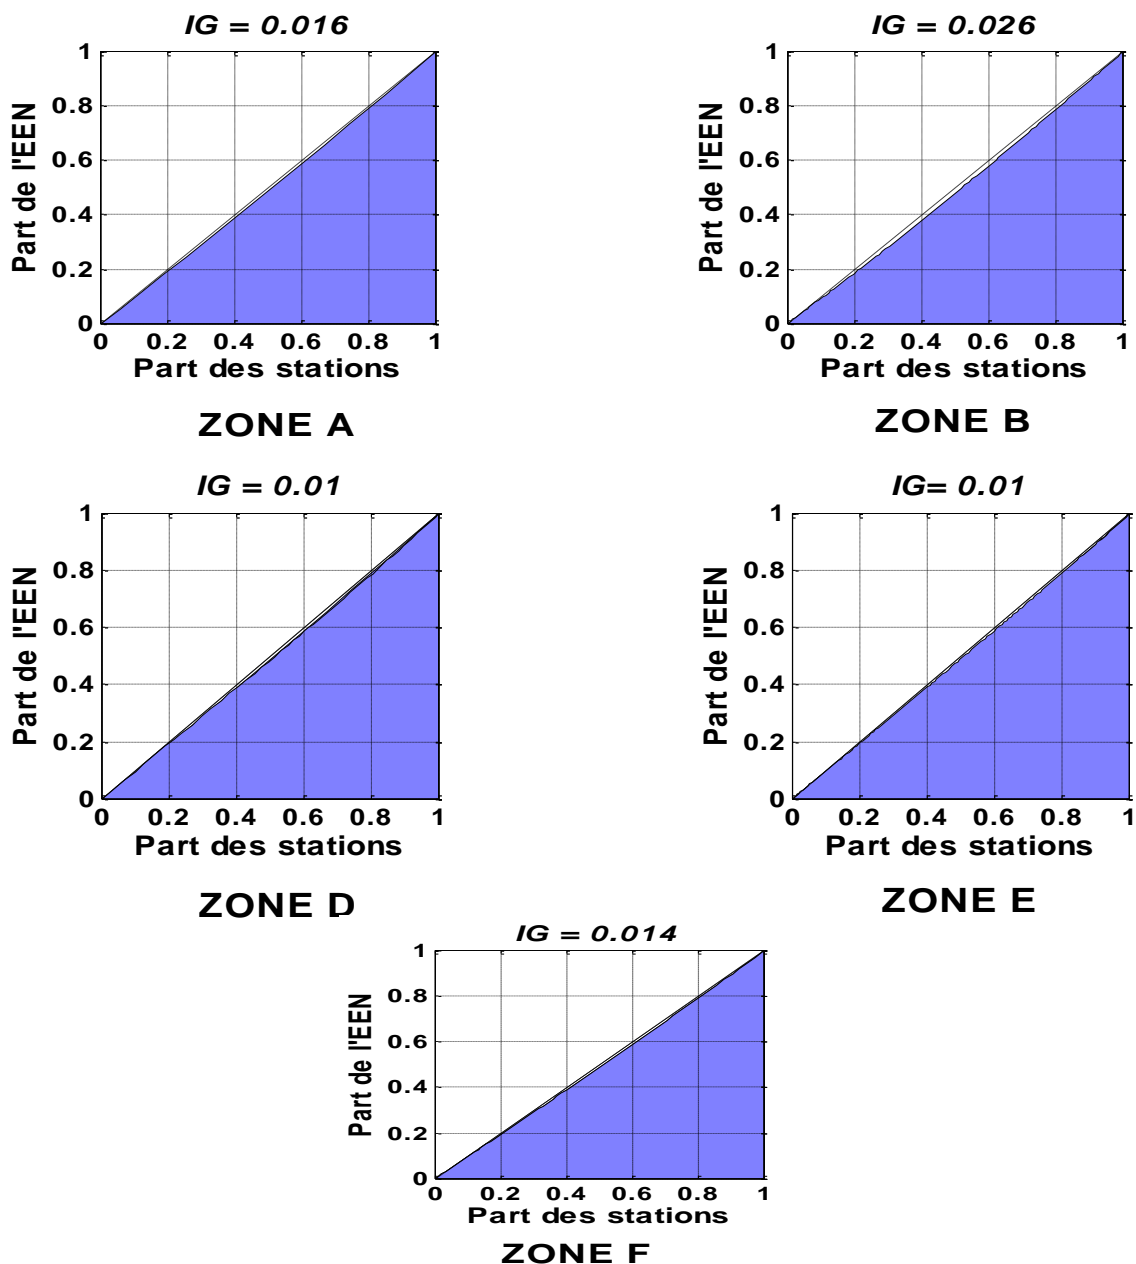 IG = 0.016
1
0.8
0.6
0.4
0.2
0
Part de l'EEN
0 0.2 0.4 0.6 0.8 1
Part des stations
ZONE A
IG = 0.026
1
0.8
0.6
0.4
0.2
0
Part de l'EEN
0 0.2 0.4 0.6 0.8 1
Part des stations
ZONE B
IG = 0.01
1
0.8
0.6
0.4
0.2
0
Part de l'EEN
0 0.2 0.4 0.6 0.8 1
Part des stations
ZONE D
IG= 0.01
1
0.8
0.6
0.4
0.2
0
Part de l'EEN
0 0.2 0.4 0.6 0.8 1
Part des stations
ZONE E
IG = 0.014
1
0.8
0.6
0.4
0.2
0
Part de l'EEN
0 0.2 0.4 0.6 0.8 1
Part des stations
ZONE F